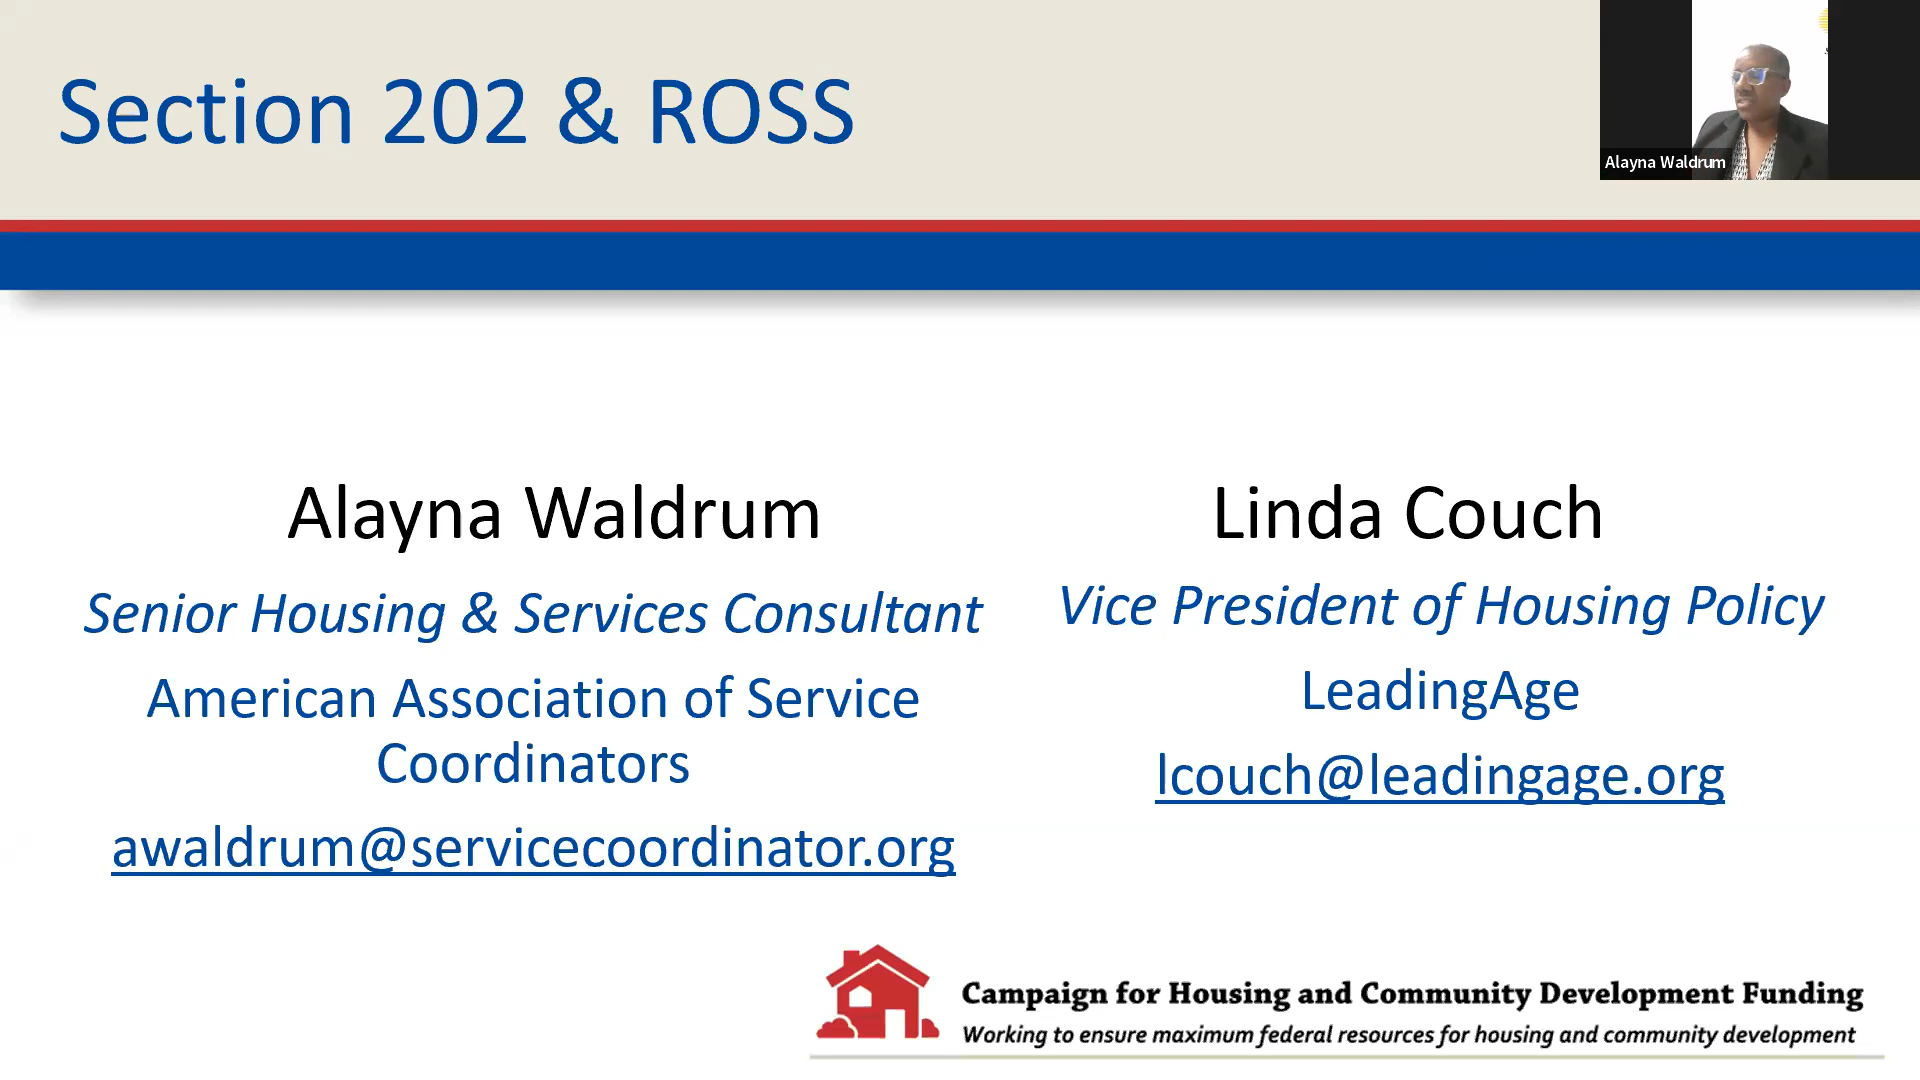 Section 202 & ROSS
Alayna Waldrum
Alayna Waldrum
Senior Housing & Services Consultant
American Association of Service
Coordinators
awaldrum@servicecoordinator.org
Linda Couch
Vice President of Housing Policy
LeadingAge
lcouch@leadingage.org
Campaign for Housing and Community Development Funding
Working to ensure maximum federal resources for housing and community development